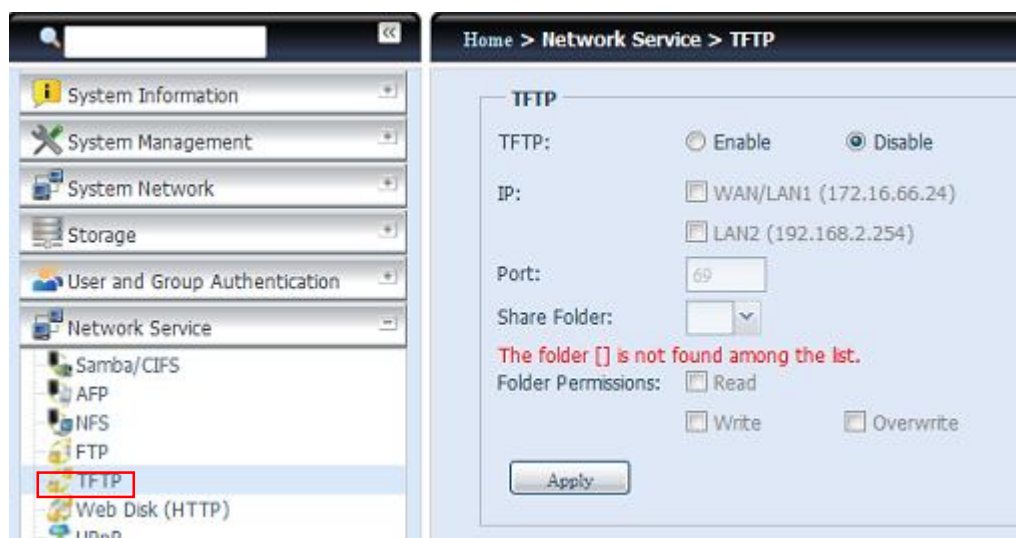 Home > Network Service > TFTP
System Information
System Management
System Network
Storage
User and Group Authentication
Network Service
Samba/CIFS
AFP
NFS
FTP
TFTP
Web Disk (HTTP)
UPnP
TFTP
TFTP: Enable Disable
IP: WAN/LAN1 (172.16.66.24)
LAN2 (192.168.2.254)
Port: 69
Share Folder:
The folder [] is not found among the list.
Folder Permissions: Read
Write Overwrite
Apply